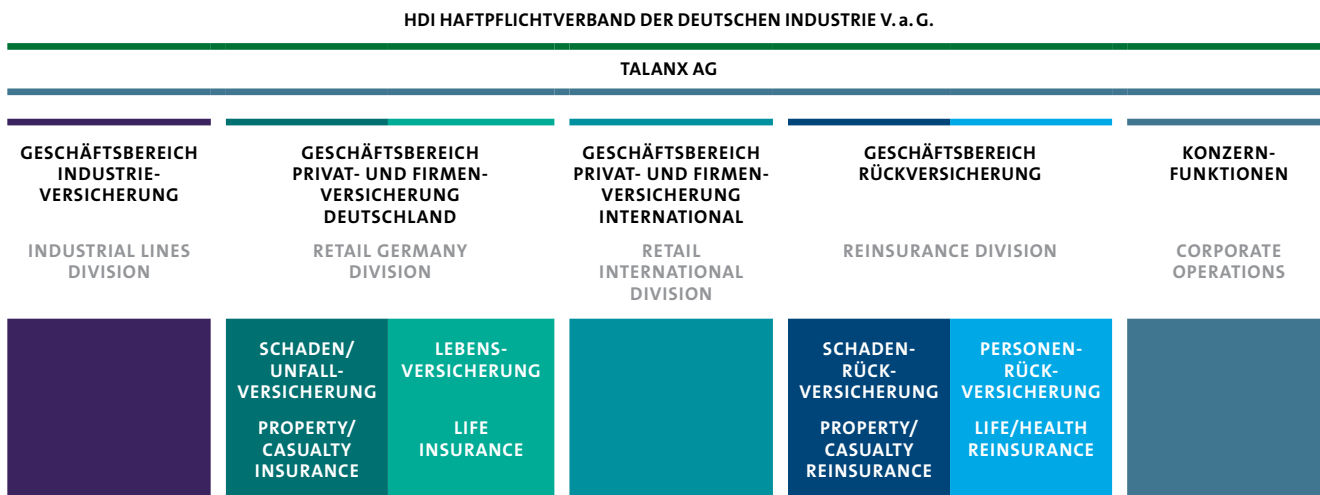 HDI HAFTPFLICHTVERBAND DER DEUTSCHEN INDUSTRIE V. a. G.
TALANX AG
GESCHÄFTSBEREICH
INDUSTRIE-
VERSICHERUNG
INDUSTRIAL LINES
DIVISION
GESCHÄFTSBEREICH
PRIVAT- UND FIRMEN-
VERSICHERUNG
DEUTSCHLAND
RETAIL GERMANY
DIVISION
SCHADEN/
UNFALL-
VERSICHERUNG
PROPERTY/
CASUALTY
INSURANCE
LEBENS-
VERSICHERUNG
LIFE
INSURANCE
GESCHÄFTSBEREICH
PRIVAT- UND FIRMEN-
VERSICHERUNG
INTERNATIONAL
RETAIL
INTERNATIONAL
DIVISION
GESCHÄFTSBEREICH
RÜCKVERSICHERUNG
REINSURANCE DIVISION
SCHADEN-
RÜCK-
VERSICHERUNG
PROPERTY/
CASUALTY
REINSURANCE
PERSONEN-
RÜCK-
VERSICHERUNG
LIFE/HEALTH
REINSURANCE
KONZERN-
FUNKTIONEN
CORPORATE
OPERATIONS